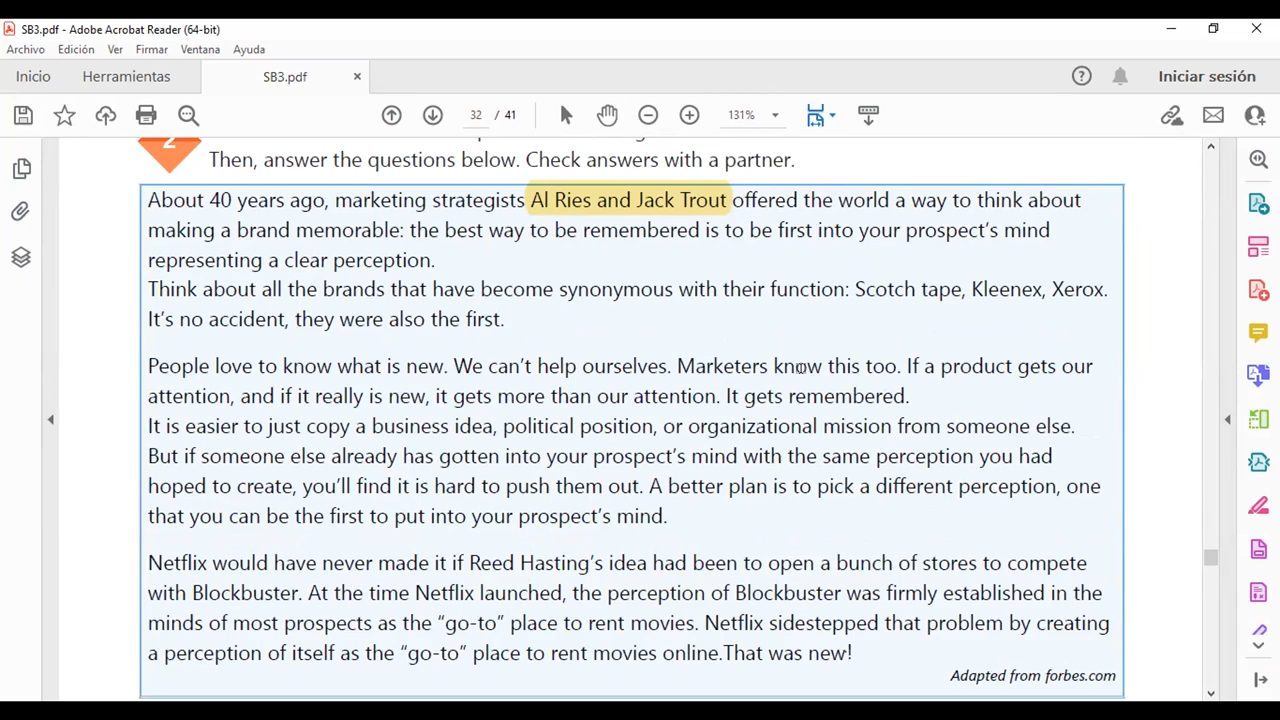 SB3.pdf - Adobe Acrobat Reader (64-bit)
Archivo Edición Ver Firmar Ventana Ayuda
Inicio Herramientas SB3.pdf × Iniciar sesión
32 / 41 131%
2
Then, answer the questions below. Check answers with a partner.
About 40 years ago, marketing strategists Al Ries and Jack Trout offered the world a way to think about
making a brand memorable: the best way to be remembered is to be first into your prospect's mind
representing a clear perception.
Think about all the brands that have become synonymous with their function: Scotch tape, Kleenex, Xerox.
It's no accident, they were also the first.
People love to know what is new. We can't help ourselves. Marketers know this too. If a product gets our
attention, and if it really is new, it gets more than our attention. It gets remembered.
It is easier to just copy a business idea, political position, or organizational mission from someone else.
But if someone else already has gotten into your prospect's mind with the same perception you had
hoped to create, you'll find it is hard to push them out. A better plan is to pick a different perception, one
that you can be the first to put into your prospect's mind.
Netflix would have never made it if Reed Hasting's idea had been to open a bunch of stores to compete
with Blockbuster. At the time Netflix launched, the perception of Blockbuster was firmly established in the
minds of most prospects as the “go-to” place to rent movies. Netflix sidestepped that problem by creating
a perception of itself as the “go-to” place to rent movies online.That was new!
Adapted from forbes.com